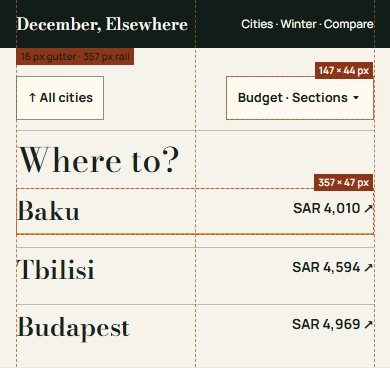 December, Elsewhere Cities · Winter · Compare
16 px gutter · 357 px rail
147 × 44 px
↑ All cities Budget · Sections ▾
Where to?
357 × 47 px
Baku SAR 4,010 ↗
Tbilisi SAR 4,594 ↗
Budapest SAR 4,969 ↗